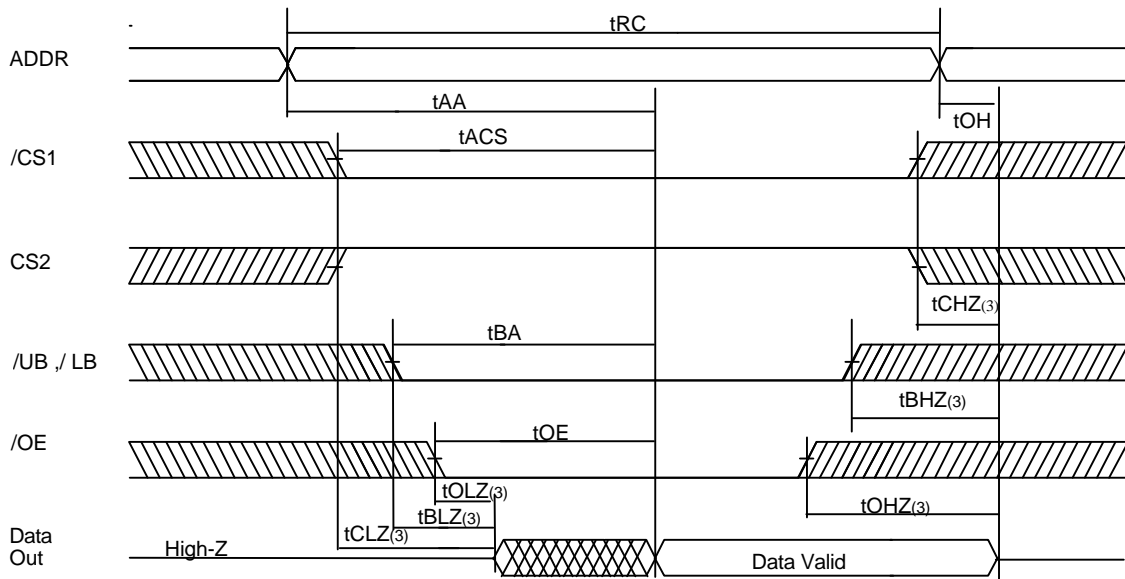 tRC
ADDR
tAA
tOH
tACS
/CS1
CS2
tCHZ(3)
tBA
/UB ,/ LB
tBHZ(3)
tOE
/OE
tOLZ(3)
tBLZ(3)
tOHZ(3)
tCLZ(3)
Data
Out
High-Z
Data Valid